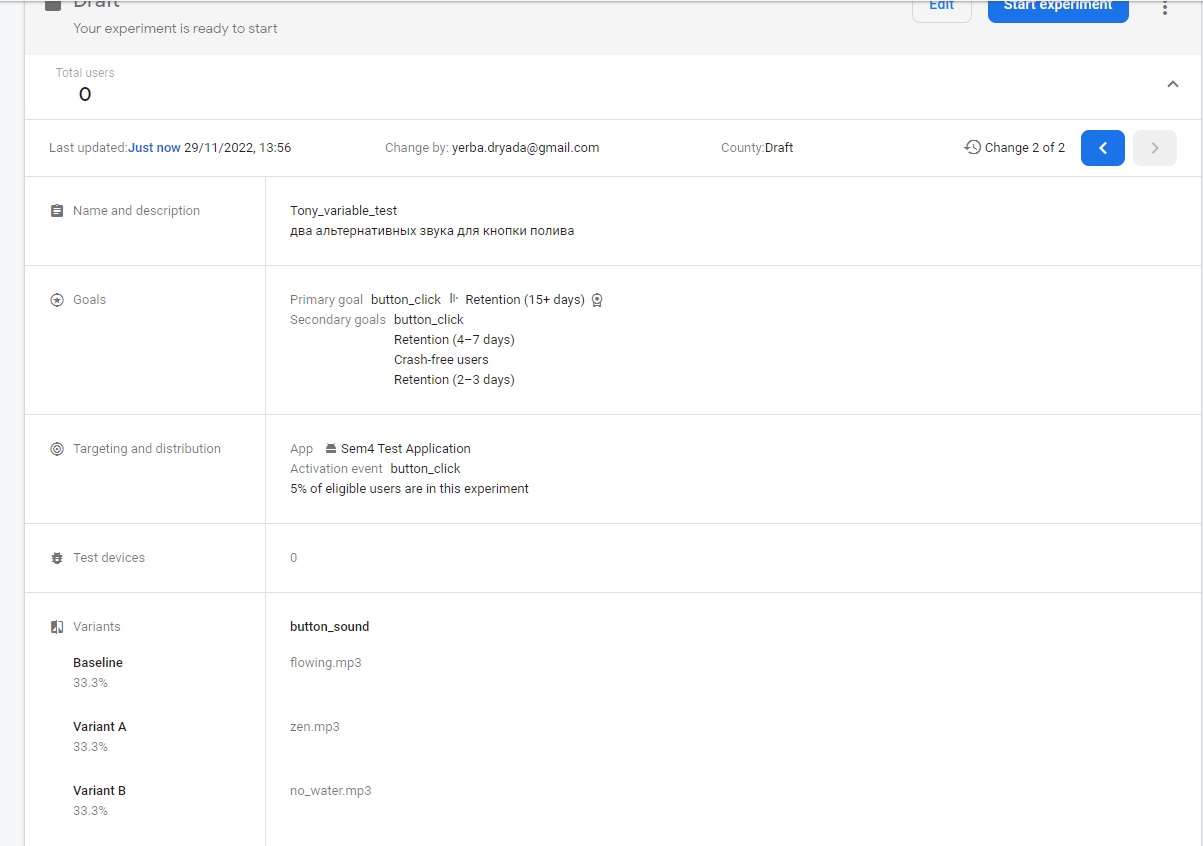 Draft
Your experiment is ready to start
Edit
Start experiment
Total users
0
Last updated:Just now 29/11/2022, 13:56
Change by: yerba.dryada@gmail.com
County:Draft
Change 2 of 2
Name and description
Tony_variable_test
два альтернативных звука для кнопки полива
Goals
Primary goal button_click Retention (15+ days)
Secondary goals button_click
Retention (4–7 days)
Crash-free users
Retention (2–3 days)
Targeting and distribution
App Sem4 Test Application
Activation event button_click
5% of eligible users are in this experiment
Test devices
0
Variants
button_sound
Baseline
flowing.mp3
33.3%
Variant A
zen.mp3
33.3%
Variant B
no_water.mp3
33.3%